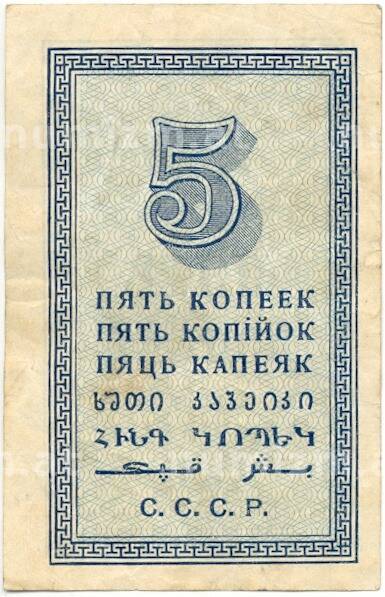 5
ПЯТЬ КОПЕЕК
ПЯТЬ КОПІЙОК
ПЯЦЬ КАПЕЯК
ხუთი კაპეიკი
ՀԻՆԳ ԿՈՊԵԿ
С. С. С. Р.